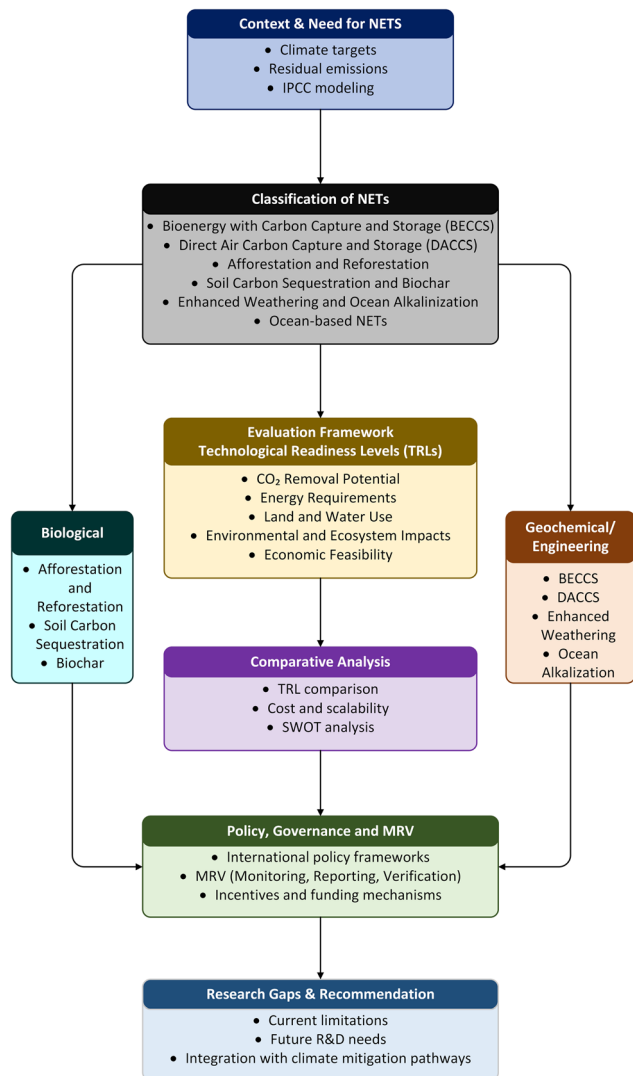 Context & Need for NETS
• Climate targets
• Residual emissions
• IPCC modeling
Classification of NETs
• Bioenergy with Carbon Capture and Storage (BECCS)
• Direct Air Carbon Capture and Storage (DACCS)
• Afforestation and Reforestation
• Soil Carbon Sequestration and Biochar
• Enhanced Weathering and Ocean Alkalinization
• Ocean-based NETs
Evaluation Framework
Technological Readiness Levels (TRLs)
• CO₂ Removal Potential
• Energy Requirements
• Land and Water Use
• Environmental and Ecosystem Impacts
• Economic Feasibility
Biological
• Afforestation
and
Reforestation
• Soil Carbon
Sequestration
• Biochar
Geochemical/
Engineering
• BECCS
• DACCS
• Enhanced
Weathering
• Ocean
Alkalization
Comparative Analysis
• TRL comparison
• Cost and scalability
• SWOT analysis
Policy, Governance and MRV
• International policy frameworks
• MRV (Monitoring, Reporting, Verification)
• Incentives and funding mechanisms
Research Gaps & Recommendation
• Current limitations
• Future R&D needs
• Integration with climate mitigation pathways